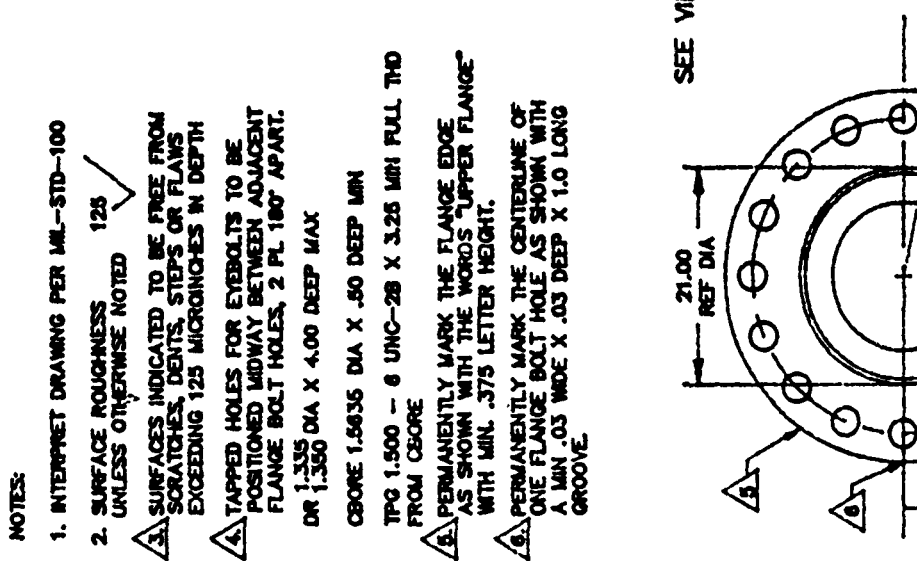 NOTES:
1. INTERPRET DRAWING PER MIL-STD-100
2. SURFACE ROUGHNESS 125
UNLESS OTHERWISE NOTED
3. SURFACES INDICATED TO BE FREE FROM
SCRATCHES, DENTS, STEPS OR FLAWS
EXCEEDING 125 MICROINCHES IN DEPTH
4. TAPPED HOLES FOR EYEBOLTS TO BE
POSITIONED MIDWAY BETWEEN ADJACENT
FLANGE BOLT HOLES, 2 PL 180° APART.
DR 1.335
1.350 DIA X 4.00 DEEP MAX
CBORE 1.5635 DIA X .50 DEEP MIN
TPG 1.500 - 6 UNC-2B X 3.25 MIN FULL THD
FROM CBORE
5. PERMANENTLY MARK THE FLANGE EDGE
AS SHOWN WITH THE WORDS "UPPER FLANGE"
WITH MIN. .375 LETTER HEIGHT.
6. PERMANENTLY MARK THE CENTERLINE OF
ONE FLANGE BOLT HOLE AS SHOWN WITH
A MIN .03 WIDE X .03 DEEP X 1.0 LONG
GROOVE.
SEE
21.00
REF DIA
5
6